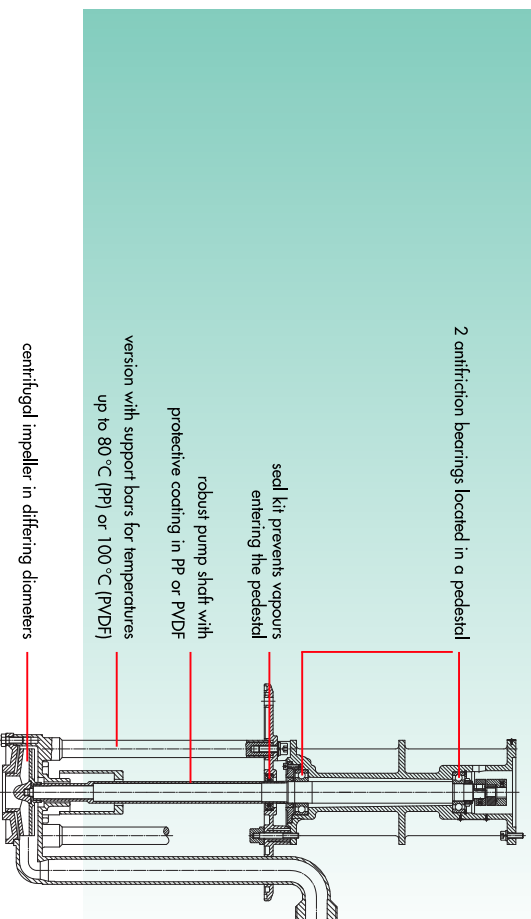 2 antifriction bearings located in a pedestal
seal kit prevents vapours
entering the pedestal
robust pump shaft with
protective coating in PP or PVDF
version with support bars for temperatures
up to 80 °C (PP) or 100 °C (PVDF)
centrifogal impeller in differing diameters